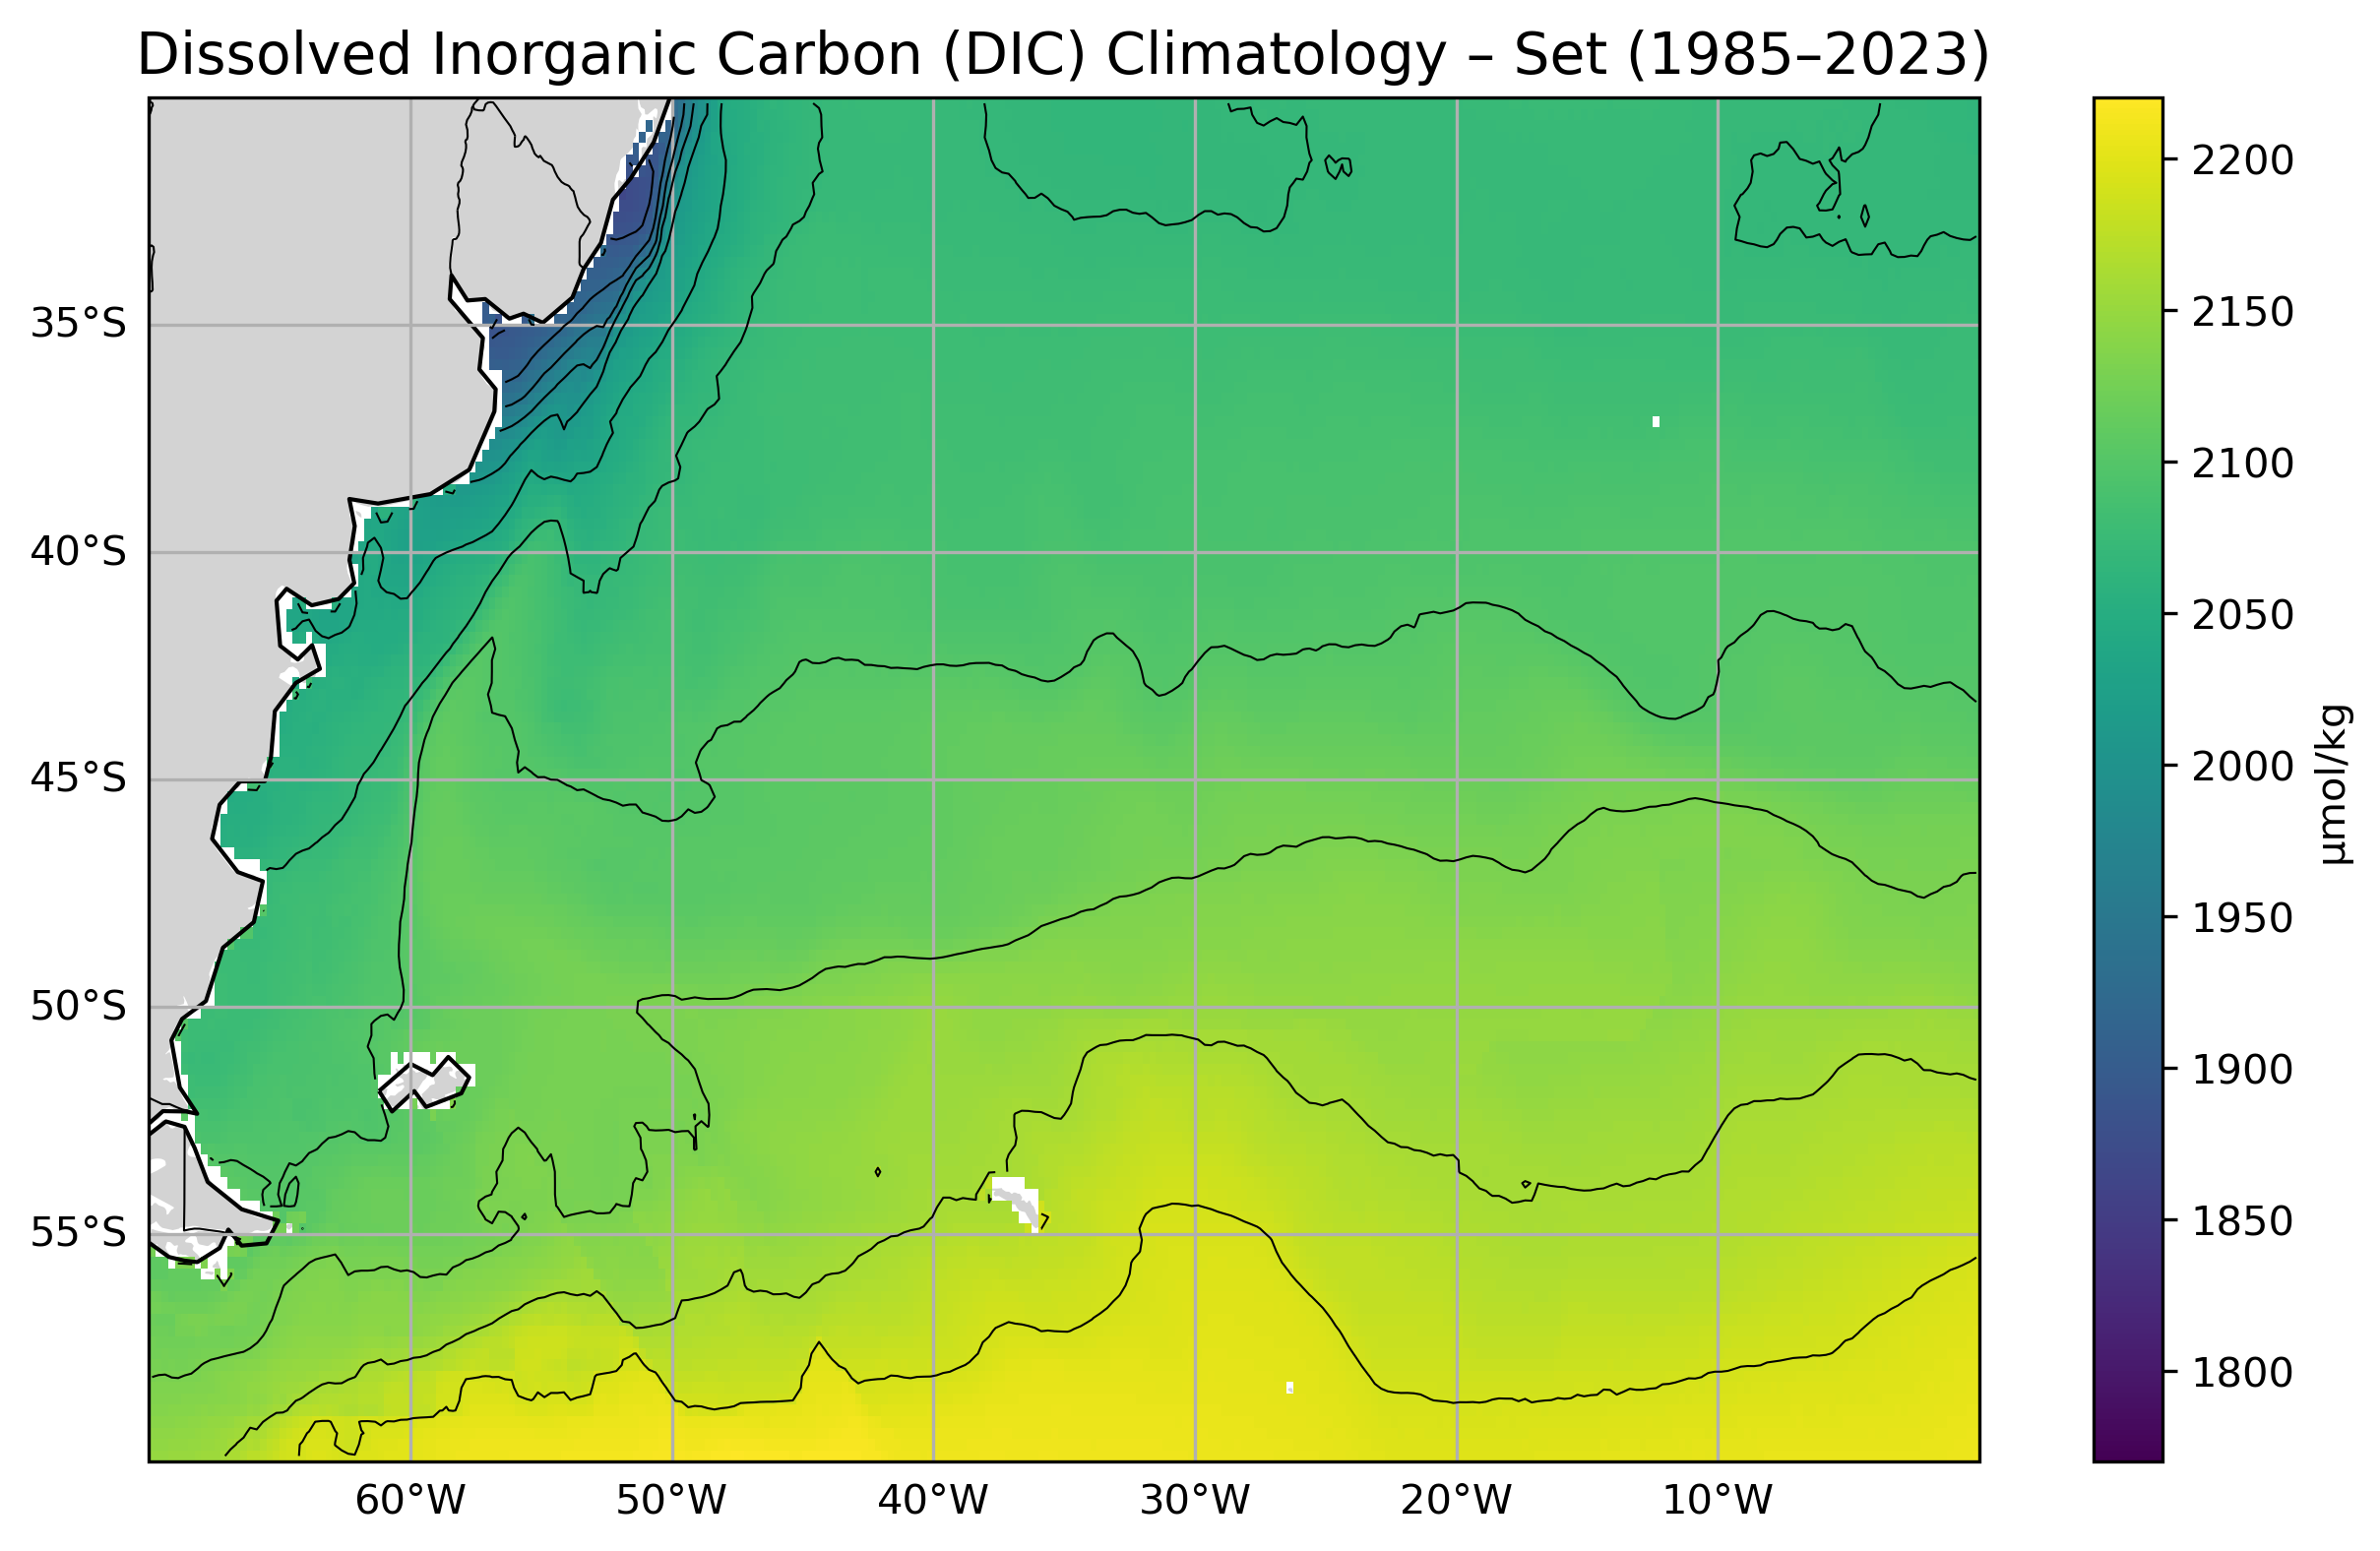 Dissolved Inorganic Carbon (DIC) Climatology – Set (1985–2023)
35°S
40°S
45°S
50°S
55°S
60°W
50°W
40°W
30°W
20°W
10°W
2200
2150
2100
2050
2000
1950
1900
1850
1800
μmol/kg